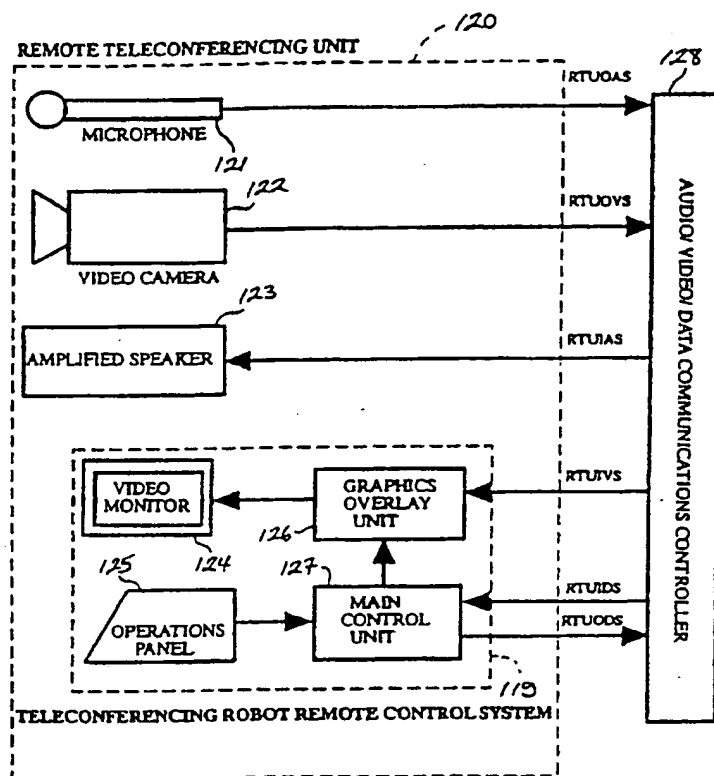 120
REMOTE TELECONFERENCING UNIT
128
RTUOAS
MICROPHONE
121
122
RTUOVS
VIDEO CAMERA
123
AMPLIFIED SPEAKER
RTUIAS
AUDIO/ VIDEO/ DATA COMMUNICATIONS CONTROLLER
VIDEO
MONITOR
GRAPHICS
OVERLAY
UNIT
RTUIVS
126
124
125
127
RTUIDS
OPERATIONS
PANEL
MAIN
CONTROL
UNIT
RTUODS
119
TELECONFERENCING ROBOT REMOTE CONTROL SYSTEM